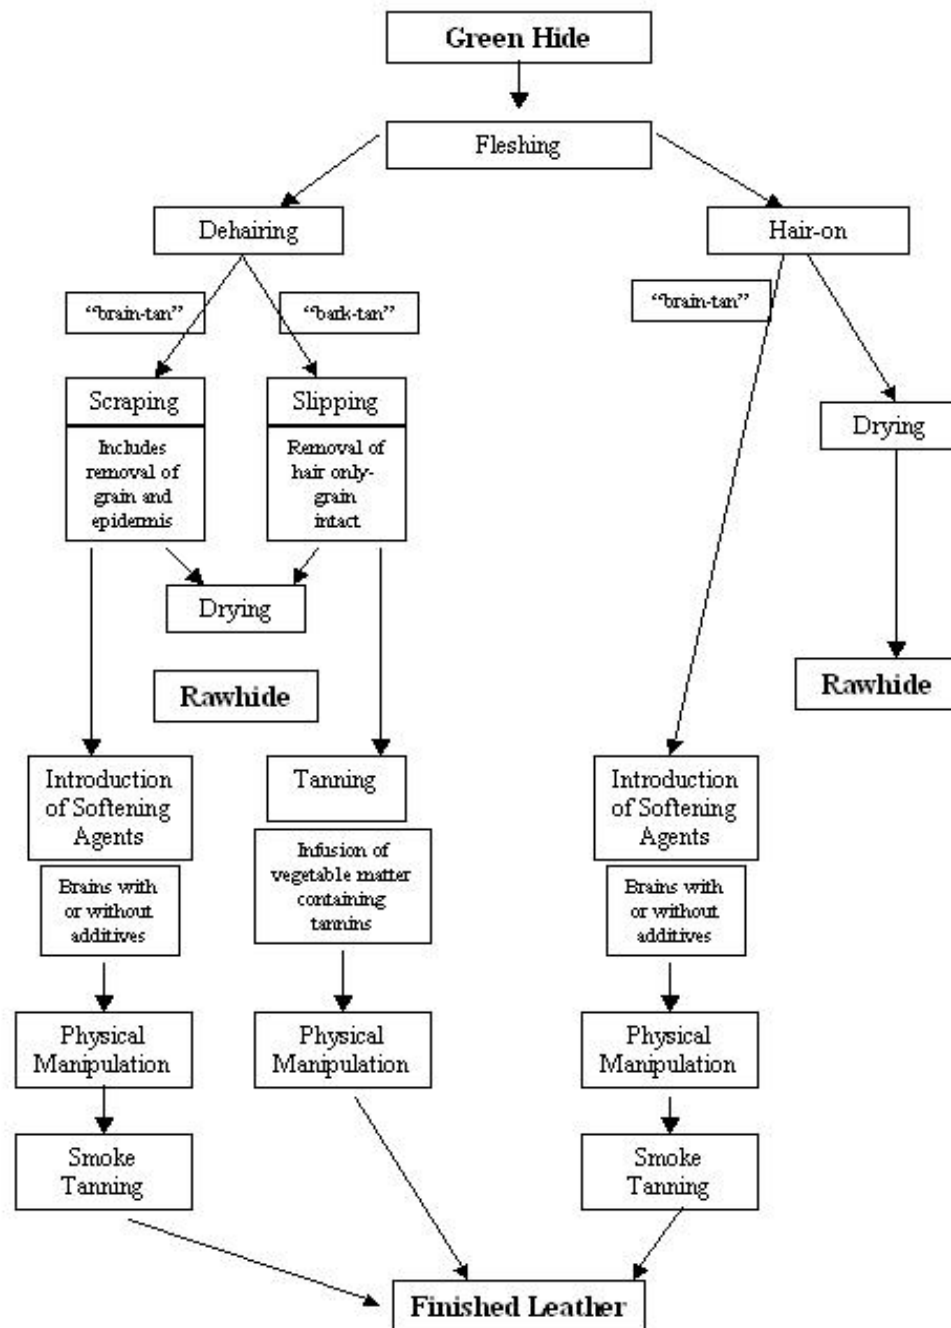 Green Hide
Fleshing
Dehairing
Hair-on
“brain-tan”
“bark-tan”
“brain-tan”
Scraping
Includes
removal of
grain and
epidermis
Slipping
Removal of
hair only-
grain
intact
Drying
Drying
Rawhide
Rawhide
Introduction
of Softening
Agents
Brains with
or without
additives
Tanning
Infusion of
vegetable matter
containing
tannins
Introduction
of Softening
Agents
Brains with
or without
additives
Physical
Manipulation
Physical
Manipulation
Physical
Manipulation
Smoke
Tanning
Smoke
Tanning
Finished Leather